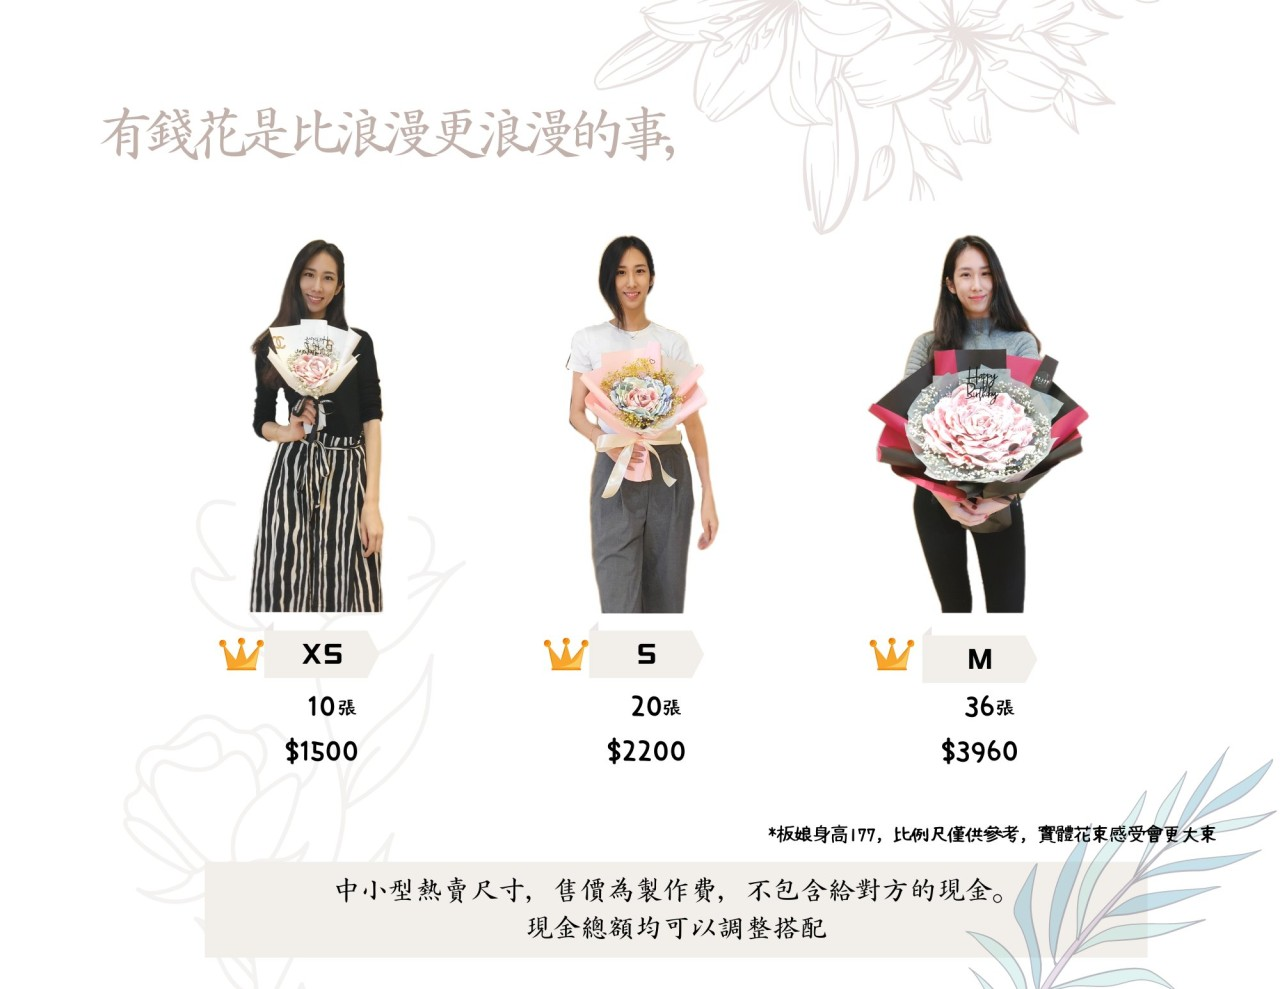 有錢花是比浪漫更浪漫的事,
Happy
Birthday
XS
S
M
10張
20張
36張
$1500
$2200
$3960
*板娘身高177，比例尺僅供參考，實體花束感受會更大束
中小型熱賣尺寸，售價為製作費，不包含給對方的現金。
現金總額均可以調整搭配